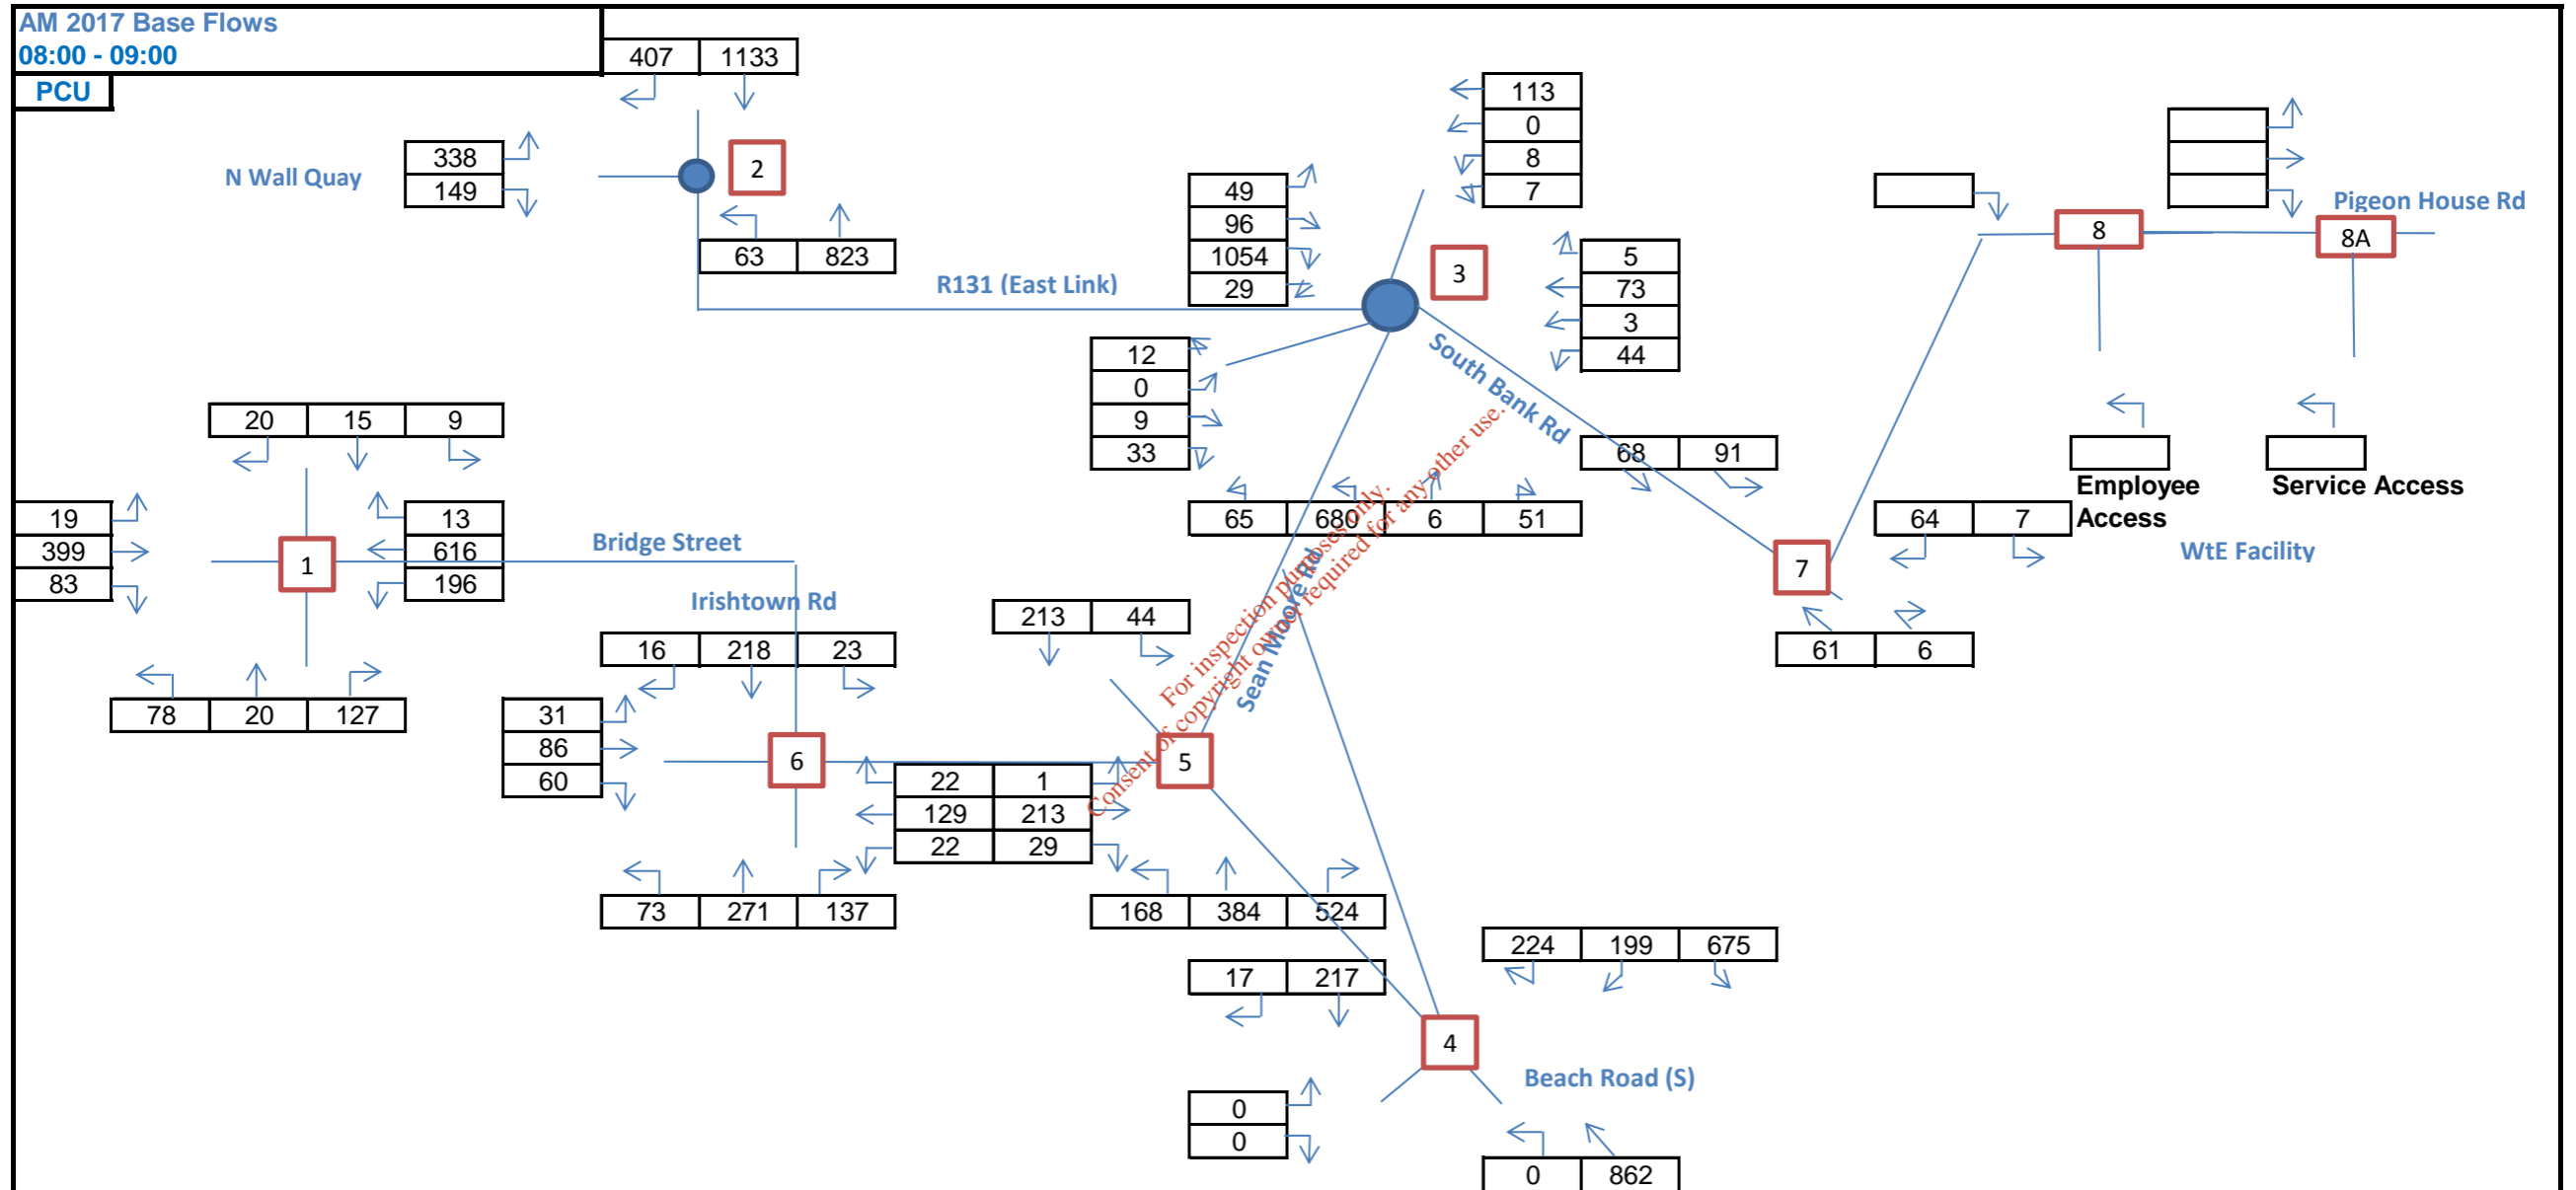 AM 2017 Base Flows
08:00 - 09:00
PCU
407 1133
N Wall Quay
338
149
2
63 823
R131 (East Link)
49
96
1054
29
113
0
8
7
3
5
73
3
44
12
0
9
33
South Bank Rd
65 680 6 51
68 91
Pigeon House Rd
8
8A
Employee
Access
Service Access
WtE Facility
64 7
7
61 6
20 15 9
19
399
83
1
13
616
196
Bridge Street
78 20 127
Irishtown Rd
16 218 23
31
86
60
6
22 1
129 213
22 29
73 271 137
213 44
Sean Moore Rd
5
168 384 524
17 217
224 199 675
4
Beach Road (S)
0
0
0 862
For inspection purposes only.
Consent of copyright owner required for any other use.